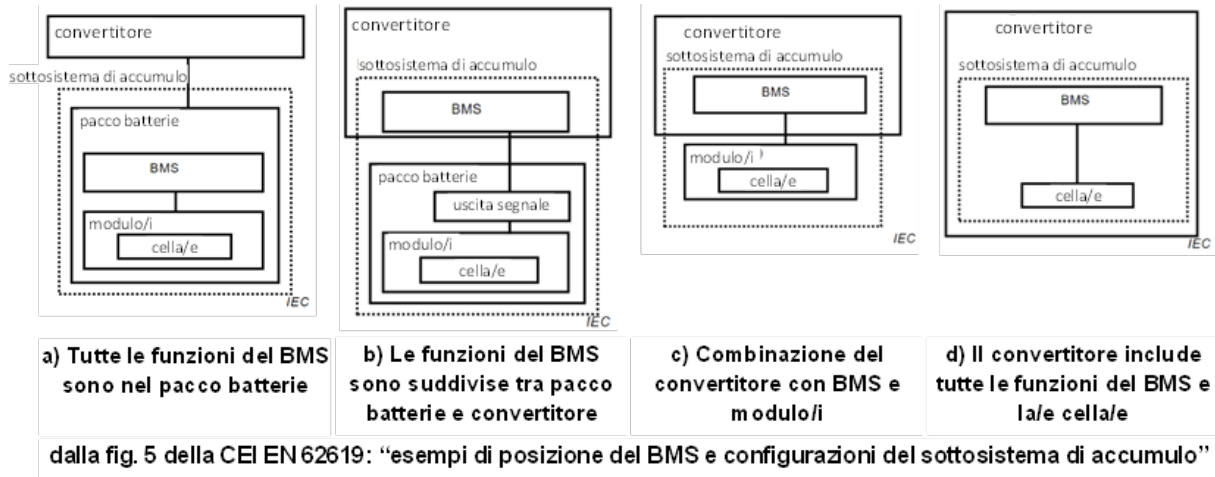 convertitore
sottosistema di accumulo
pacco batterie
BMS
modulo/i
cella/e
IEC
convertitore
sottosistema di accumulo
BMS
pacco batterie
uscita segnale
modulo/i
cella/e
IEC
convertitore
sottosistema di accumulo
BMS
modulo/i )
cella/e
IEC
convertitore
sottosistema di accumulo
BMS
cella/e
IEC
a) Tutte le funzioni del BMS
sono nel pacco batterie
b) Le funzioni del BMS
sono suddivise tra pacco
batterie e convertitore
c) Combinazione del
convertitore con BMS e
modulo/i
d) Il convertitore include
tutte le funzioni del BMS e
la/e cella/e
dalla fig. 5 della CEI EN 62619: “esempi di posizione del BMS e configurazioni del sottosistema di accumulo”